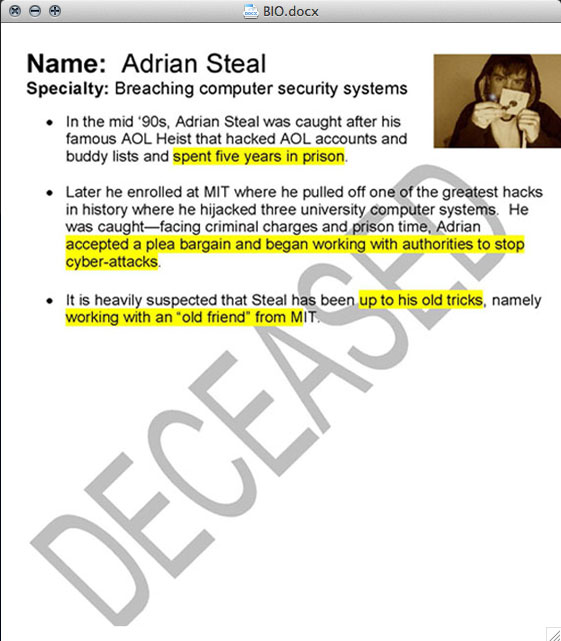 BIO.docx
Name: Adrian Steal
Specialty: Breaching computer security systems
• In the mid ‘90s, Adrian Steal was caught after his
famous AOL Heist that hacked AOL accounts and
buddy lists and spent five years in prison.
• Later he enrolled at MIT where he pulled off one of the greatest hacks
in history where he hijacked three university computer systems. He
was caught—facing criminal charges and prison time, Adrian
accepted a plea bargain and began working with authorities to stop
cyber-attacks.
• It is heavily suspected that Steal has been up to his old tricks, namely
working with an “old friend” from MIT.
DECEASED